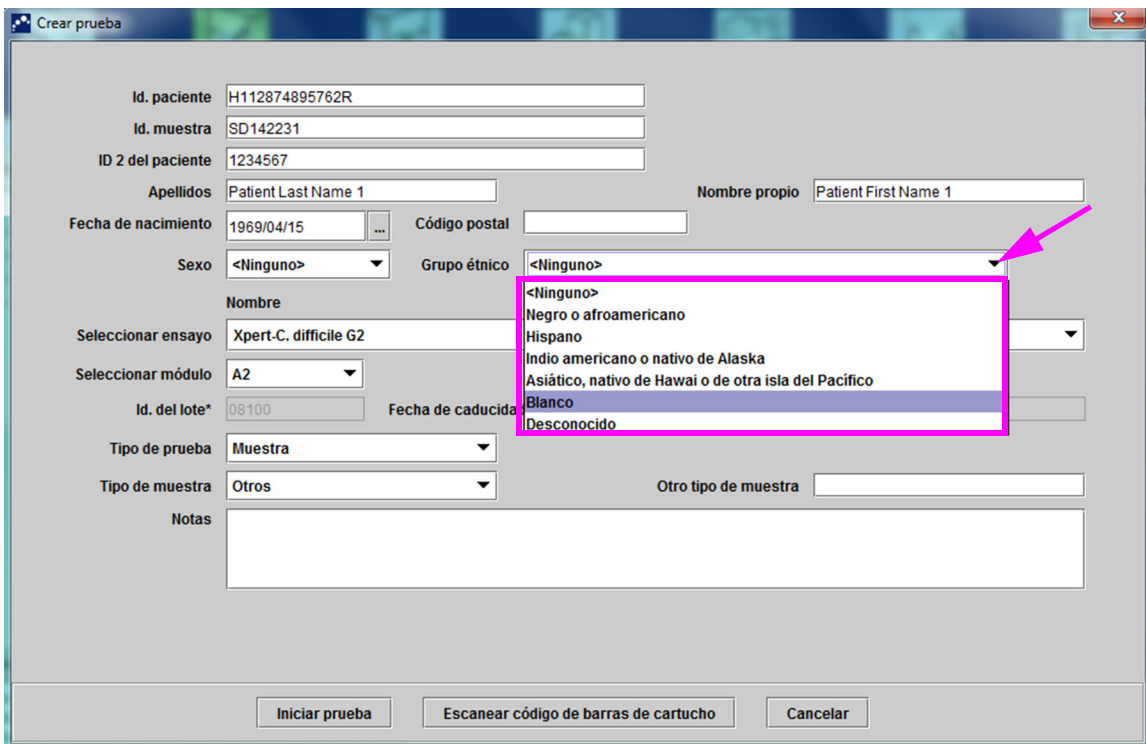 Crear prueba
Id. paciente H112874895762R
Id. muestra SD142231
ID 2 del paciente 1234567
Apellidos Patient Last Name 1 Nombre propio Patient First Name 1
Fecha de nacimiento 1969/04/15 ... Código postal
Sexo <Ninguno> Grupo étnico <Ninguno>
<Ninguno>
Nombre
Negro o afroamericano
Seleccionar ensayo Xpert-C. difficile G2
Hispano
Indio americano o nativo de Alaska
Seleccionar módulo A2
Asiático, nativo de Hawai o de otra isla del Pacífico
Id. del lote* 08100 Fecha de caducida
Blanco
Desconocido
Tipo de prueba Muestra
Tipo de muestra Otros Otro tipo de muestra
Notas
Iniciar prueba Escanear código de barras de cartucho Cancelar